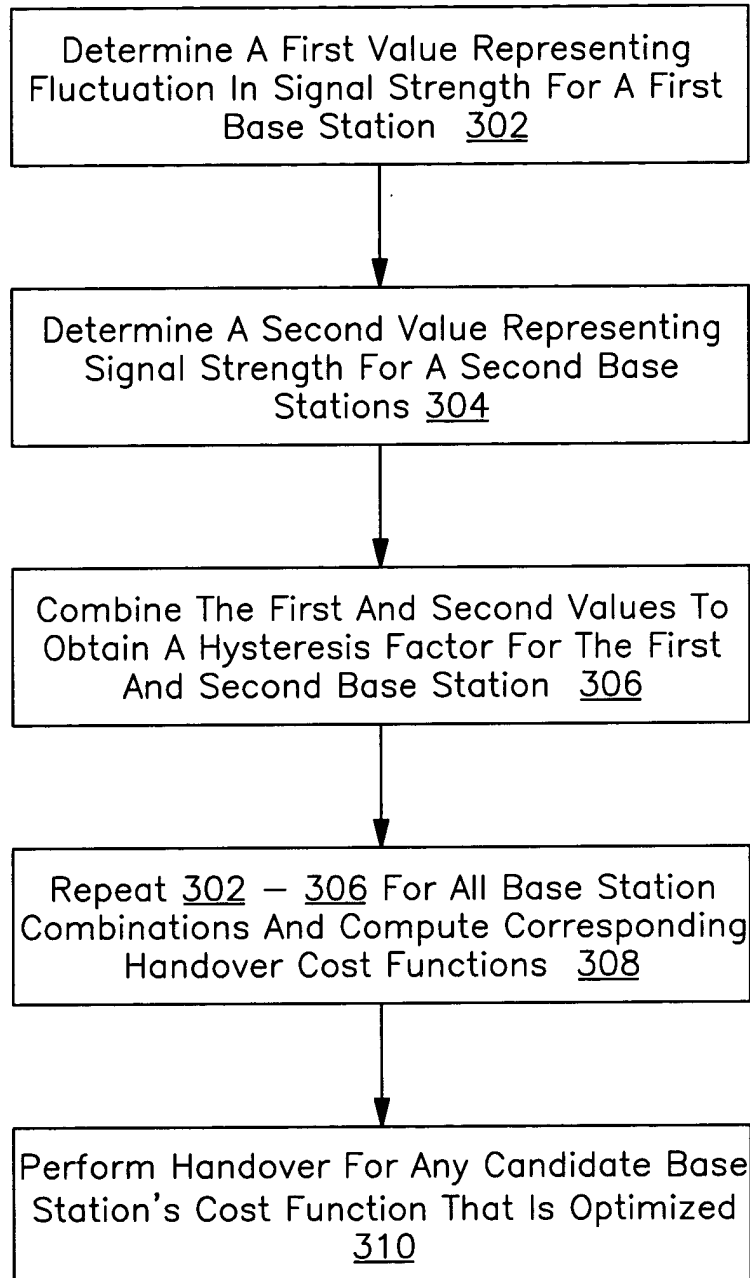 Determine A First Value Representing
Fluctuation In Signal Strength For A First
Base Station 302
Determine A Second Value Representing
Signal Strength For A Second Base
Stations 304
Combine The First And Second Values To
Obtain A Hysteresis Factor For The First
And Second Base Station 306
Repeat 302 – 306 For All Base Station
Combinations And Compute Corresponding
Handover Cost Functions 308
Perform Handover For Any Candidate Base
Station's Cost Function That Is Optimized
310